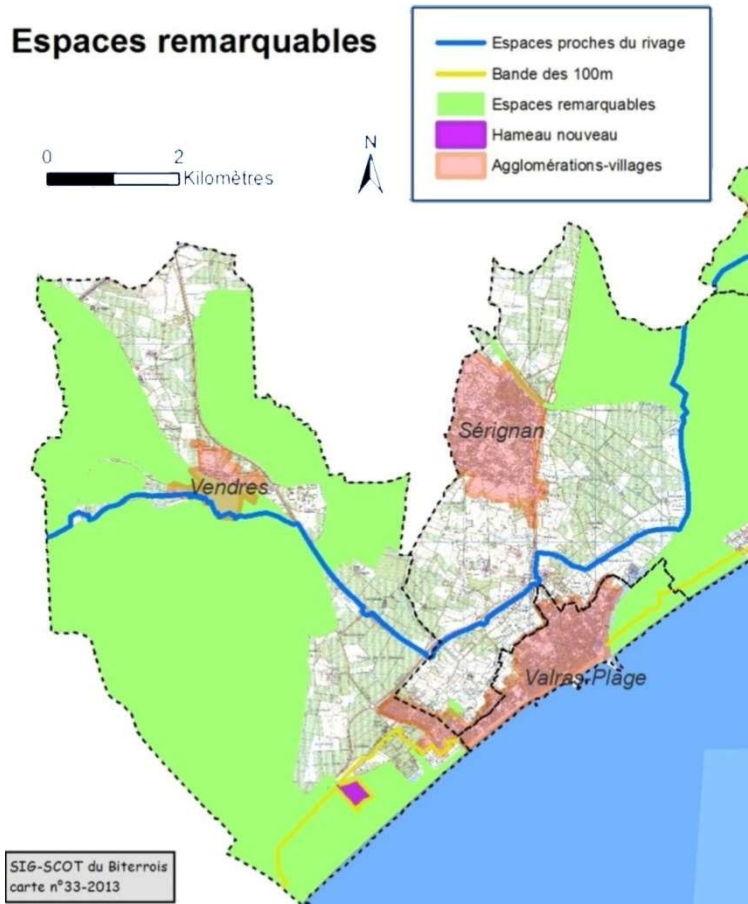 Espaces remarquables
Espaces proches du rivage
Bande des 100m
Espaces remarquables
Hameau nouveau
Agglomérations-villages
0 2
Kilomètres
N
Sérignan
Vendres
Valras-Plage
SIG-SCOT du Biterrois
carte n°33-2013